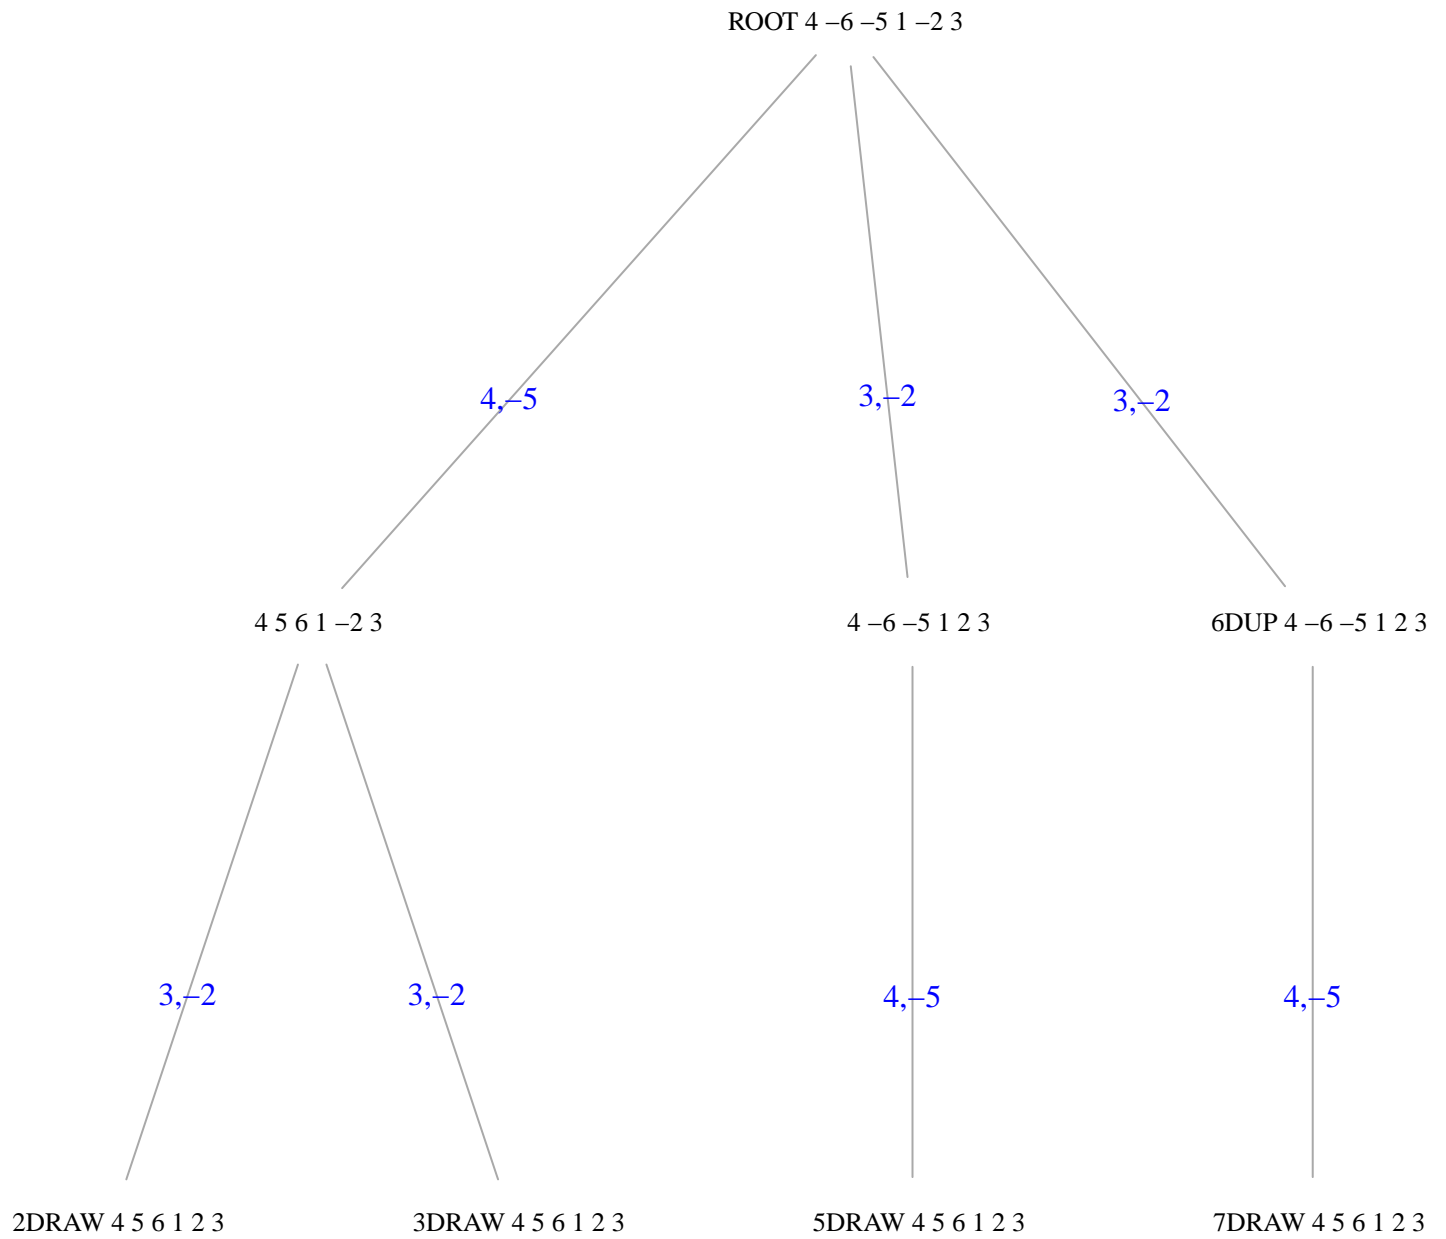 ROOT 4 –6 –5 1 –2 3
4,–5
3,–2
3,–2
4 5 6 1 –2 3
4 –6 –5 1 2 3
6DUP 4 –6 –5 1 2 3
3,–2
3,–2
4,–5
4,–5
2DRAW 4 5 6 1 2 3
3DRAW 4 5 6 1 2 3
5DRAW 4 5 6 1 2 3
7DRAW 4 5 6 1 2 3